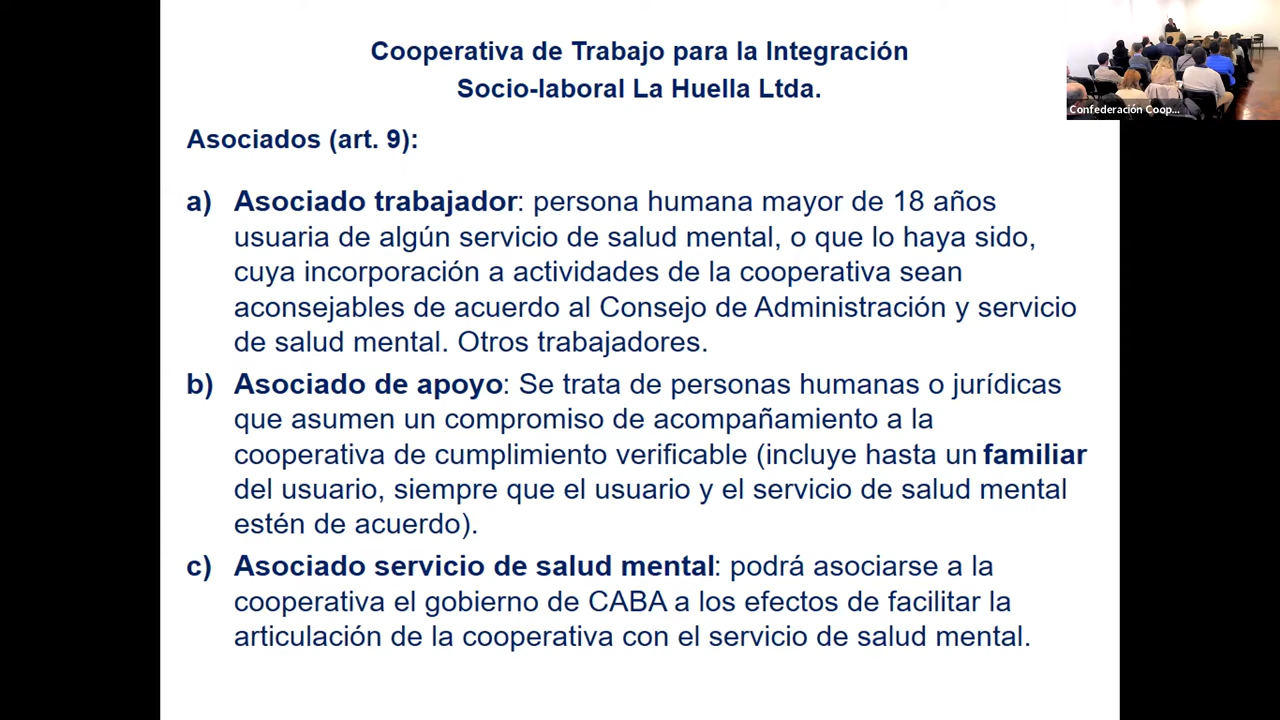 Cooperativa de Trabajo para la Integración
Socio-laboral La Huella Ltda.
Confederación Coop...
Asociados (art. 9):
a) Asociado trabajador: persona humana mayor de 18 años
usuaria de algún servicio de salud mental, o que lo haya sido,
cuya incorporación a actividades de la cooperativa sean
aconsejables de acuerdo al Consejo de Administración y servicio
de salud mental. Otros trabajadores.
b) Asociado de apoyo: Se trata de personas humanas o jurídicas
que asumen un compromiso de acompañamiento a la
cooperativa de cumplimiento verificable (incluye hasta un familiar
del usuario, siempre que el usuario y el servicio de salud mental
estén de acuerdo).
c) Asociado servicio de salud mental: podrá asociarse a la
cooperativa el gobierno de CABA a los efectos de facilitar la
articulación de la cooperativa con el servicio de salud mental.